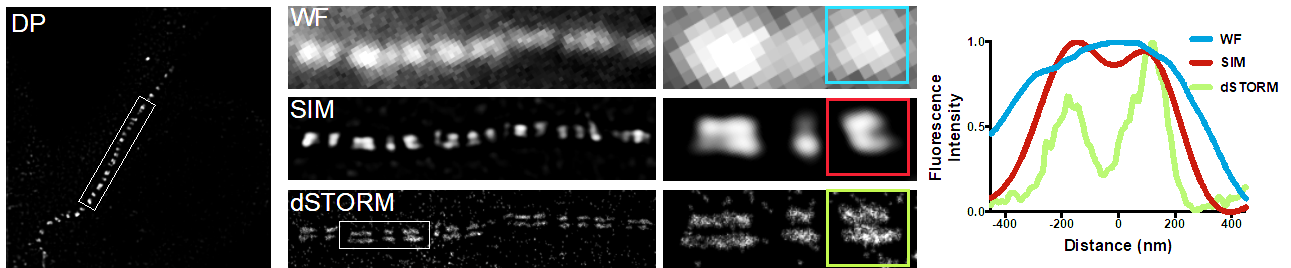 DP
WF
SIM
dSTORM
Fluorescence
Intensity
1.0
0.5
0.0
-400
-200
0
200
400
Distance (nm)
WF
SIM
dSTORM